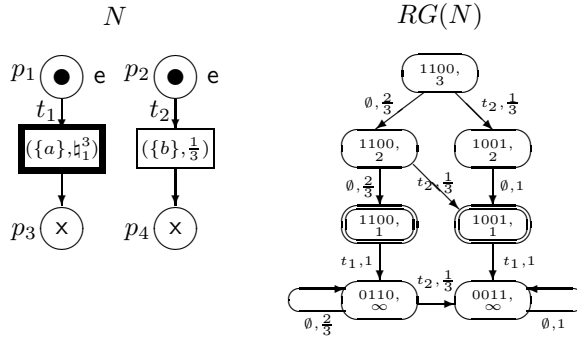 N RG(N)
p₁ e p₂ e
1100,
3
t₁ t₂
∅,2/3 t₂,1/3
({a},♮³₁) ({b},1/3)
1100,
2
1001,
2
∅,2/3 t₂,1/3 ∅,1
p₃ x p₄ x
1100,
1
1001,
1
t₁,1 t₁,1
0110,
∞
t₂,1/3
0011,
∞
∅,2/3 ∅,1